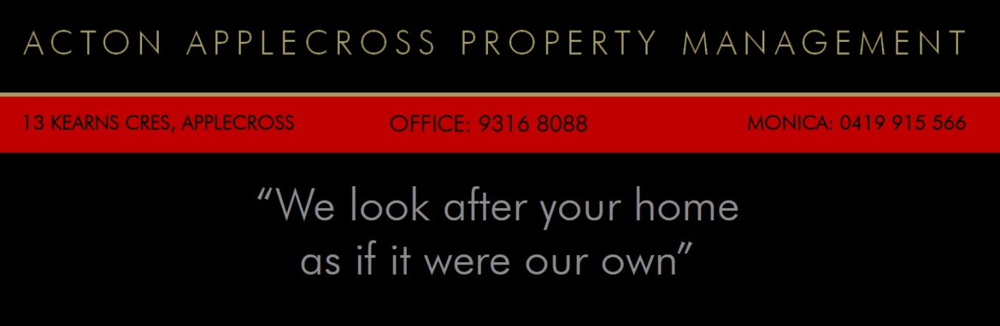 ACTON APPLECROSS PROPERTY MANAGEMENT
13 KEARNS CRES, APPLECROSS OFFICE: 9316 8088 MONICA: 0419 915 566
“We look after your home
as if it were our own”